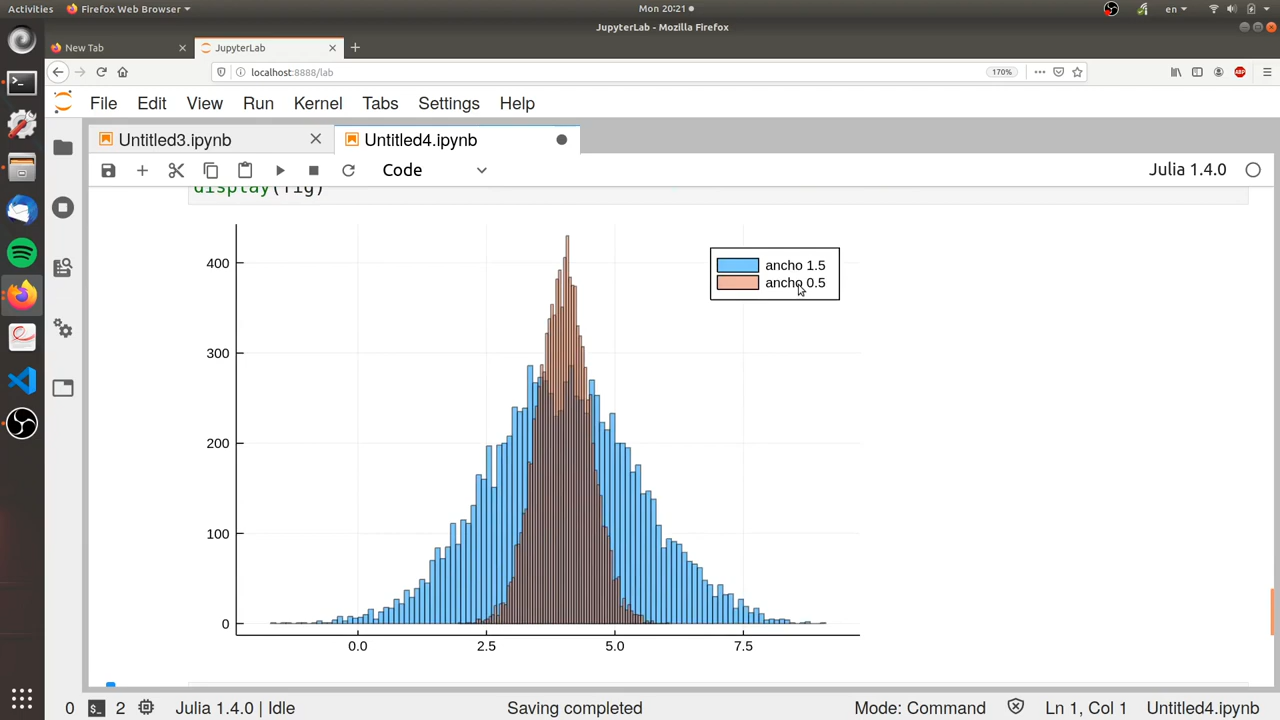 Activities Firefox Web Browser Mon 20:21 en
JupyterLab - Mozilla Firefox
New Tab JupyterLab
localhost:8888/lab 170%
File Edit View Run Kernel Tabs Settings Help
Untitled3.ipynb Untitled4.ipynb
Code Julia 1.4.0
display(fig)
400
300
200
100
0
0.0 2.5 5.0 7.5
ancho 1.5
ancho 0.5
0 2 Julia 1.4.0 | Idle Saving completed Mode: Command Ln 1, Col 1 Untitled4.ipynb